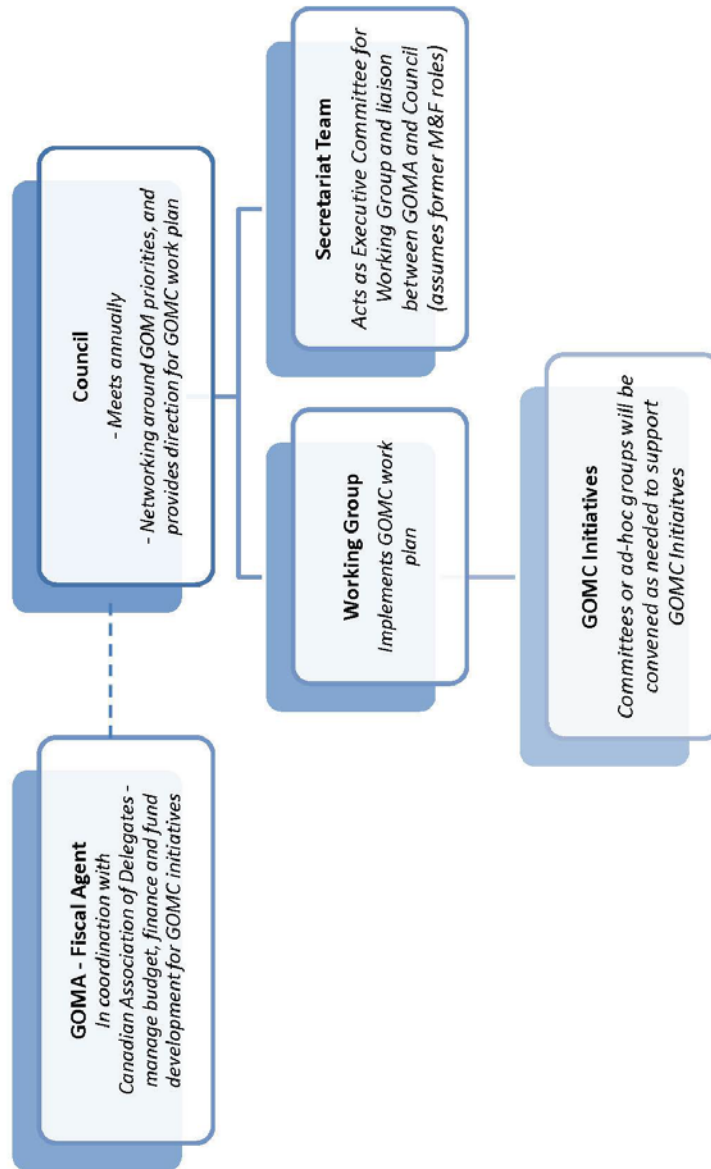 GOMA - Fiscal Agent
In coordination with
Canadian Association of Delegates -
manage budget, finance and fund
development for GOMC initiatives
Council
- Meets annually
- Networking around GOM priorities, and
provides direction for GOMC work plan
Working Group
Implements GOMC work
plan
Secretariat Team
Acts as Executive Committee for
Working Group and liaison
between GOMA and Council
(assumes former M&F roles)
GOMC Initiatives
Committees or ad-hoc groups will be
convened as needed to support
GOMC Initiaitves